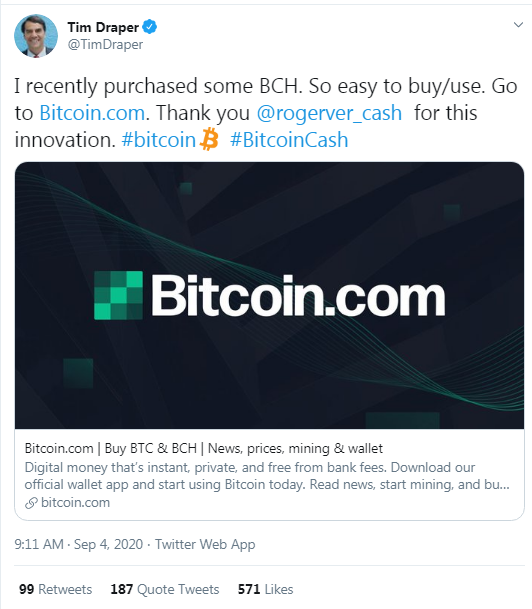 Tim Draper
@TimDraper
I recently purchased some BCH. So easy to buy/use. Go
to Bitcoin.com. Thank you @rogerver_cash for this
innovation. #bitcoin #BitcoinCash
Bitcoin.com
Bitcoin.com | Buy BTC & BCH | News, prices, mining & wallet
Digital money that's instant, private, and free from bank fees. Download our
official wallet app and start using Bitcoin today. Read news, start mining, and bu...
bitcoin.com
9:11 AM · Sep 4, 2020 · Twitter Web App
99 Retweets 187 Quote Tweets 571 Likes